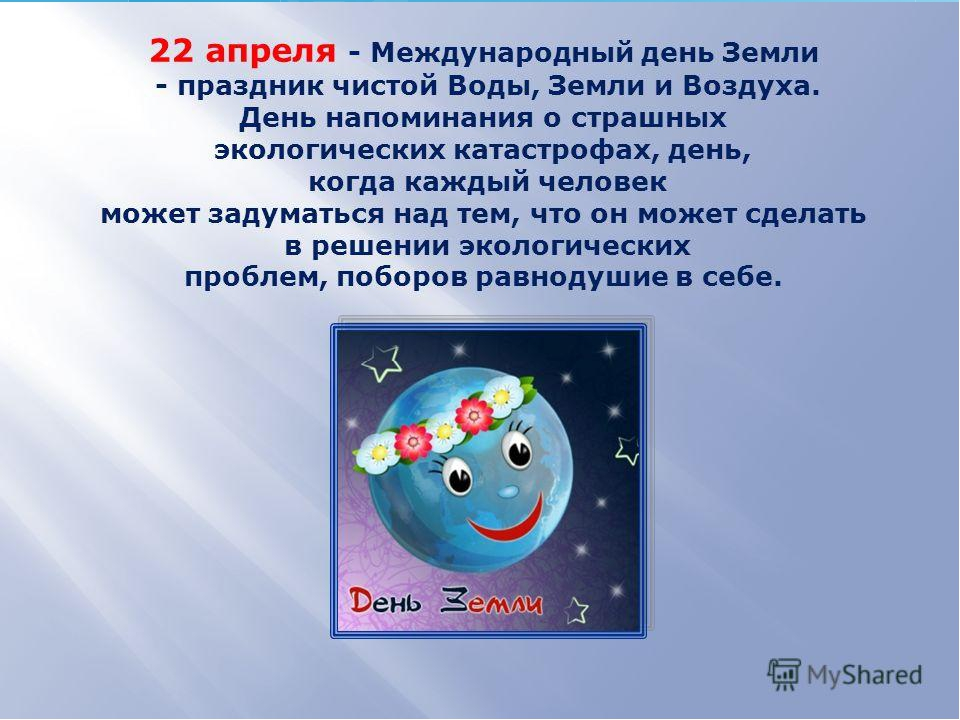 22 апреля - Международный день Земли
- праздник чистой Воды, Земли и Воздуха.
День напоминания о страшных
экологических катастрофах, день,
когда каждый человек
может задуматься над тем, что он может сделать
в решении экологических
проблем, поборов равнодушие в себе.
День Земли
MyShared